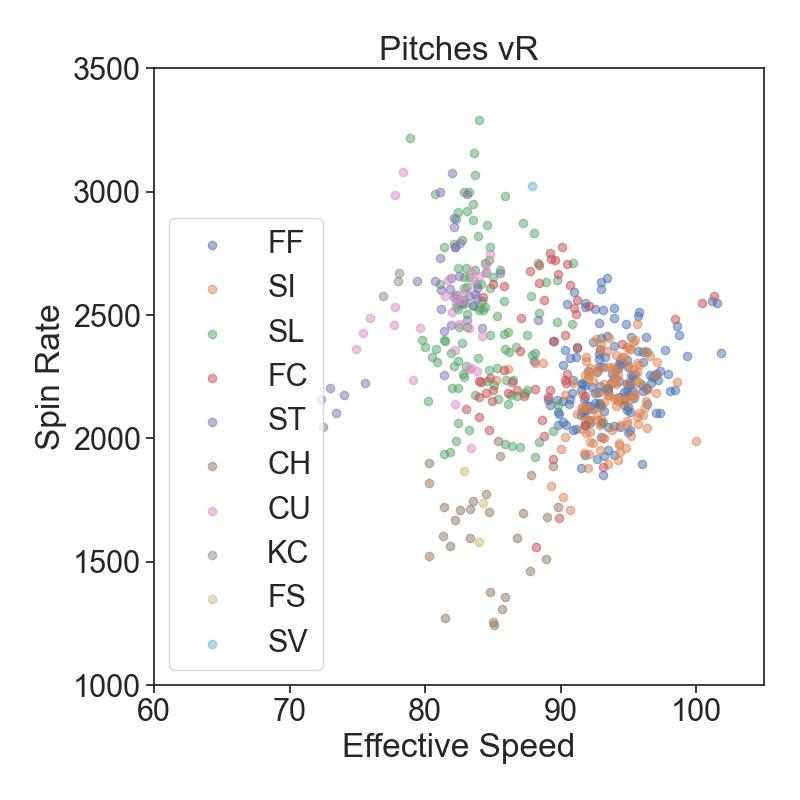 Pitches vR
3500
3000
2500
2000
1500
1000
Spin Rate
FF
SI
SL
FC
ST
CH
CU
KC
FS
SV
60
70
80
90
100
Effective Speed